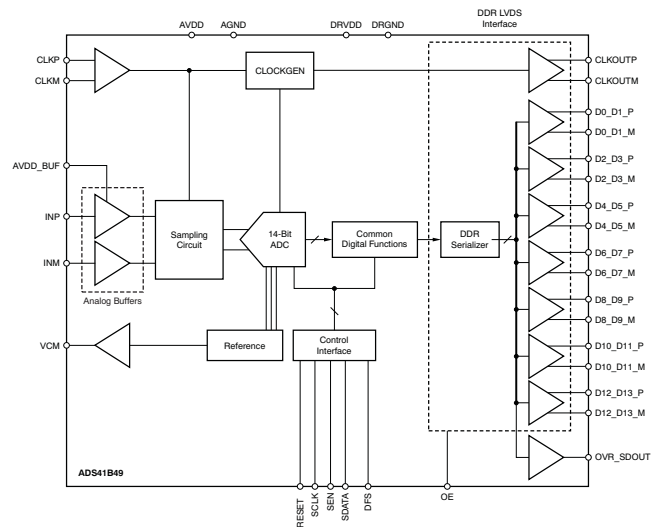 DDR LVDS
Interface
AVDD
AGND
DRVDD
DRGND
CLKP
CLKM
CLOCKGEN
CLKOUTP
CLKOUTM
D0_D1_P
D0_D1_M
AVDD_BUF
D2_D3_P
D2_D3_M
INP
INM
Analog Buffers
Sampling
Circuit
14-Bit
ADC
Common
Digital Functions
DDR
Serializer
D4_D5_P
D4_D5_M
D6_D7_P
D6_D7_M
D8_D9_P
D8_D9_M
VCM
Reference
Control
Interface
D10_D11_P
D10_D11_M
D12_D13_P
D12_D13_M
OVR_SDOUT
ADS41B49
RESET
SCLK
SEN
SDATA
DFS
OE